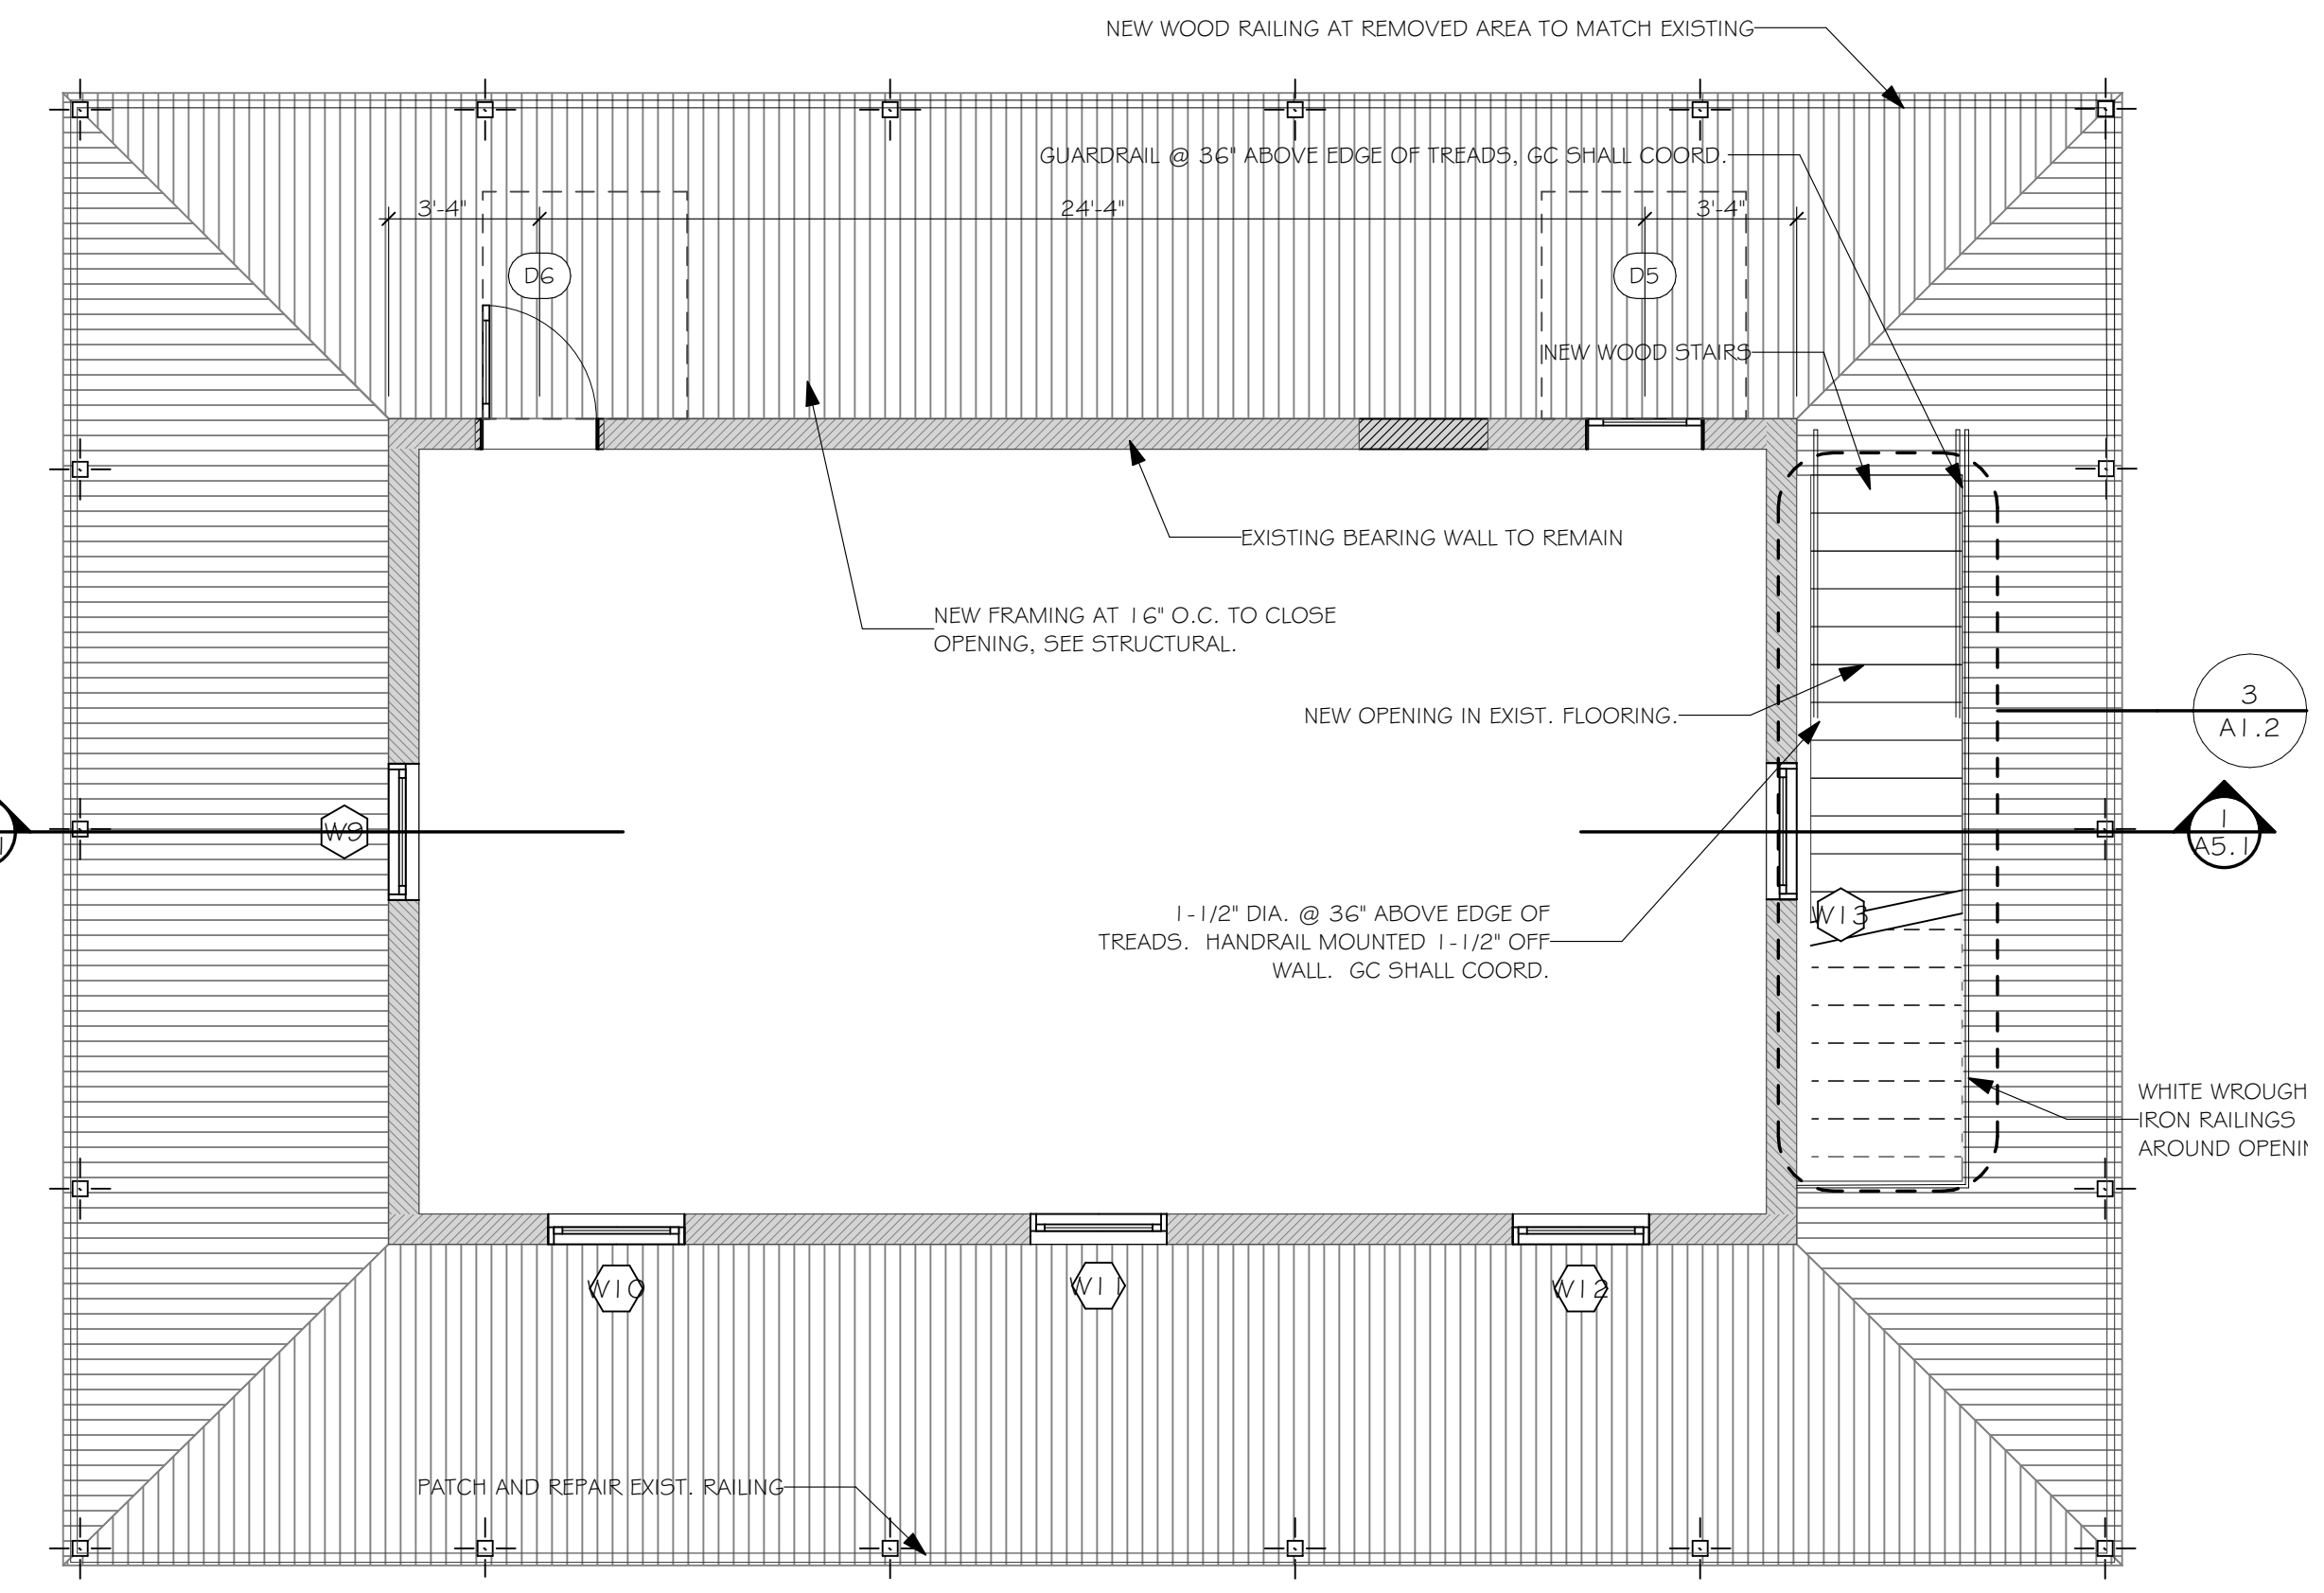 NEW WOOD RAILING AT REMOVED AREA TO MATCH EXISTING
GUARDRAIL @ 36" ABOVE EDGE OF TREADS, GC SHALL COORD.
3'-4"
24'-4"
3'-4"
D6
D5
NEW WOOD STAIRS
EXISTING BEARING WALL TO REMAIN
NEW FRAMING AT 16" O.C. TO CLOSE
OPENING, SEE STRUCTURAL.
NEW OPENING IN EXIST. FLOORING.
3
A1.2
W9
1
A5.1
1-1/2" DIA. @ 36" ABOVE EDGE OF
TREADS. HANDRAIL MOUNTED 1-1/2" OFF
WALL. GC SHALL COORD.
W13
WHITE WROUGH
IRON RAILINGS
AROUND
W10
W11
W12
PATCH AND REPAIR EXIST. RAILING